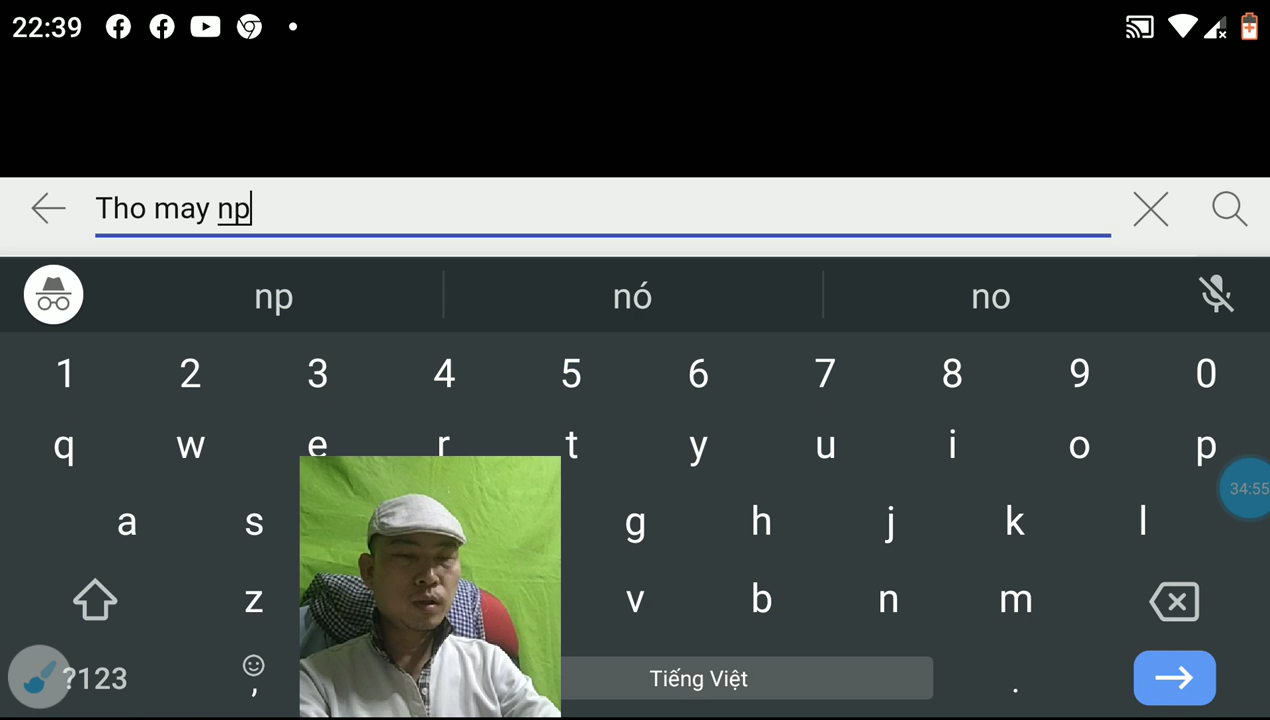 22:39
Tho may np
np nó no
1 2 3 4 5 6 7 8 9 0
q w e r t y u i o p
a s g h j k l
34:55
z v b n m
?123 , Tiếng Việt .